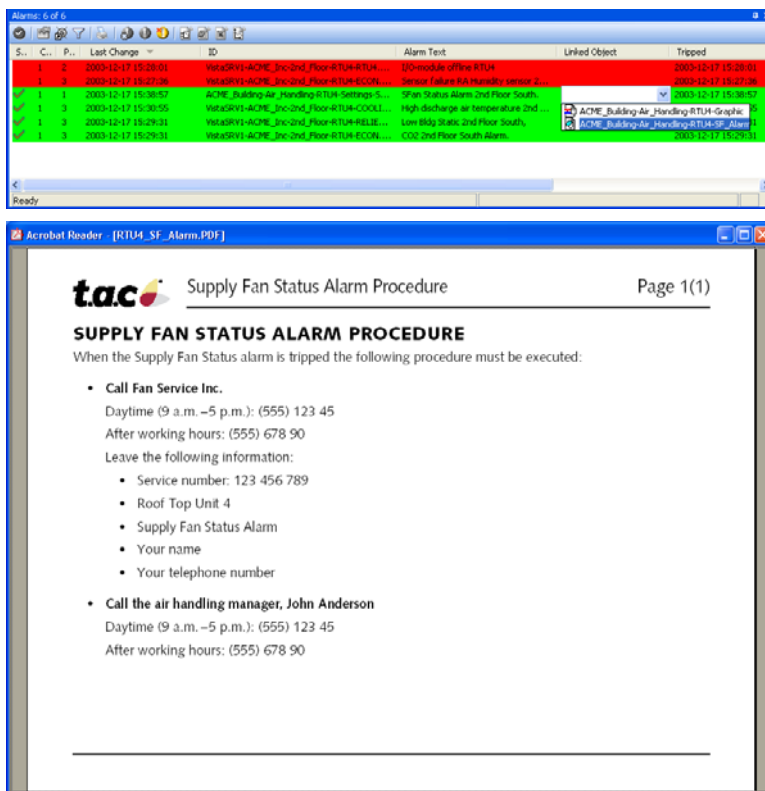 Alarms: 6 of 6
S.. C... P... Last Change ID Alarm Text Linked Object Tripped
1 2 2003-12-17 15:28:01 VistaSRV1-ACME_Inc-2nd_Floor-RTU4-RTU4.... I/O-module offline RTU4 2003-12-17 15:28:01
1 3 2003-12-17 15:27:36 VistaSRV1-ACME_Inc-2nd_Floor-RTU4-ECON.... Sensor failure RA Humidity sensor 2... 2003-12-17 15:27:36
1 1 2003-12-17 15:38:57 ACME_Building-Air_Handling-RTU4-Settings-S... SFan Status Alarm 2nd Floor South. 2003-12-17 15:38:57
1 3 2003-12-17 15:30:55 VistaSRV1-ACME_Inc-2nd_Floor-RTU4-COOLI... High discharge air temperature 2nd ... ACME_Building-Air_Handling-RTU4-Graphic
1 3 2003-12-17 15:29:31 VistaSRV1-ACME_Inc-2nd_Floor-RTU4-RELIE... Low Bldg Static 2nd Floor South, ACME_Building-Air_Handling-RTU4-SF_Alarm
1 3 2003-12-17 15:29:31 VistaSRV1-ACME_Inc-2nd_Floor-RTU4-ECON.... CO2 2nd Floor South Alarm. 2003-12-17 15:29:31
Ready
Acrobat Reader - [RTU4_SF_Alarm.PDF]
t.a.c Supply Fan Status Alarm Procedure Page 1(1)
SUPPLY FAN STATUS ALARM PROCEDURE
When the Supply Fan Status alarm is tripped the following procedure must be executed:
• Call Fan Service Inc.
Daytime (9 a.m. –5 p.m.): (555) 123 45
After working hours: (555) 678 90
Leave the following information:
• Service number: 123 456 789
• Roof Top Unit 4
• Supply Fan Status Alarm
• Your name
• Your telephone number
• Call the air handling manager, John Anderson
Daytime (9 a.m. –5 p.m.): (555) 123 45
After working hours: (555) 678 90